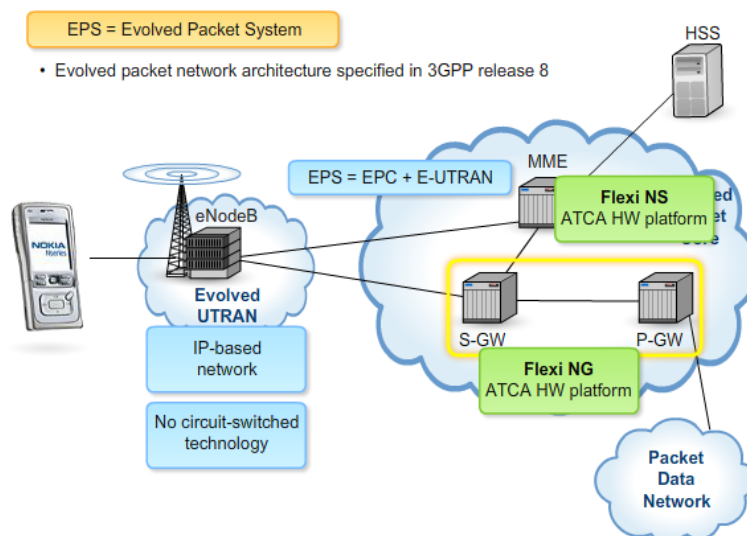 EPS = Evolved Packet System
• Evolved packet network architecture specified in 3GPP release 8
HSS
EPS = EPC + E-UTRAN
MME
Flexi NS
ATCA HW platform
eNodeB
NOKIA
Nseries
Evolved
UTRAN
IP-based
network
No circuit-switched
technology
S-GW
P-GW
Flexi NG
ATCA HW platform
Packet
Data
Network